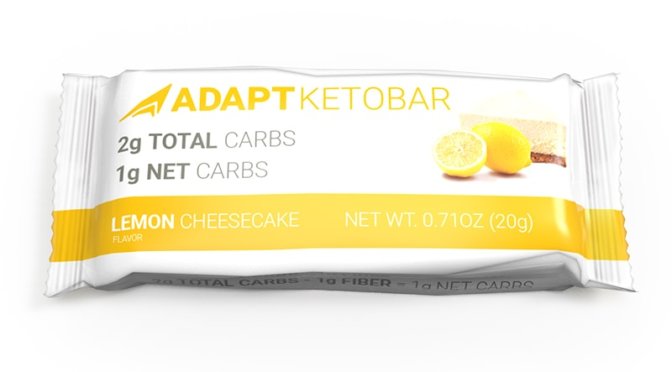 ADAPT KETOBAR
2g TOTAL CARBS
1g NET CARBS
LEMON CHEESECAKE NET WT. 0.71OZ (20g)
FLAVOR
2g TOTAL CARBS - 1g FIBER = 1g NET CARBS